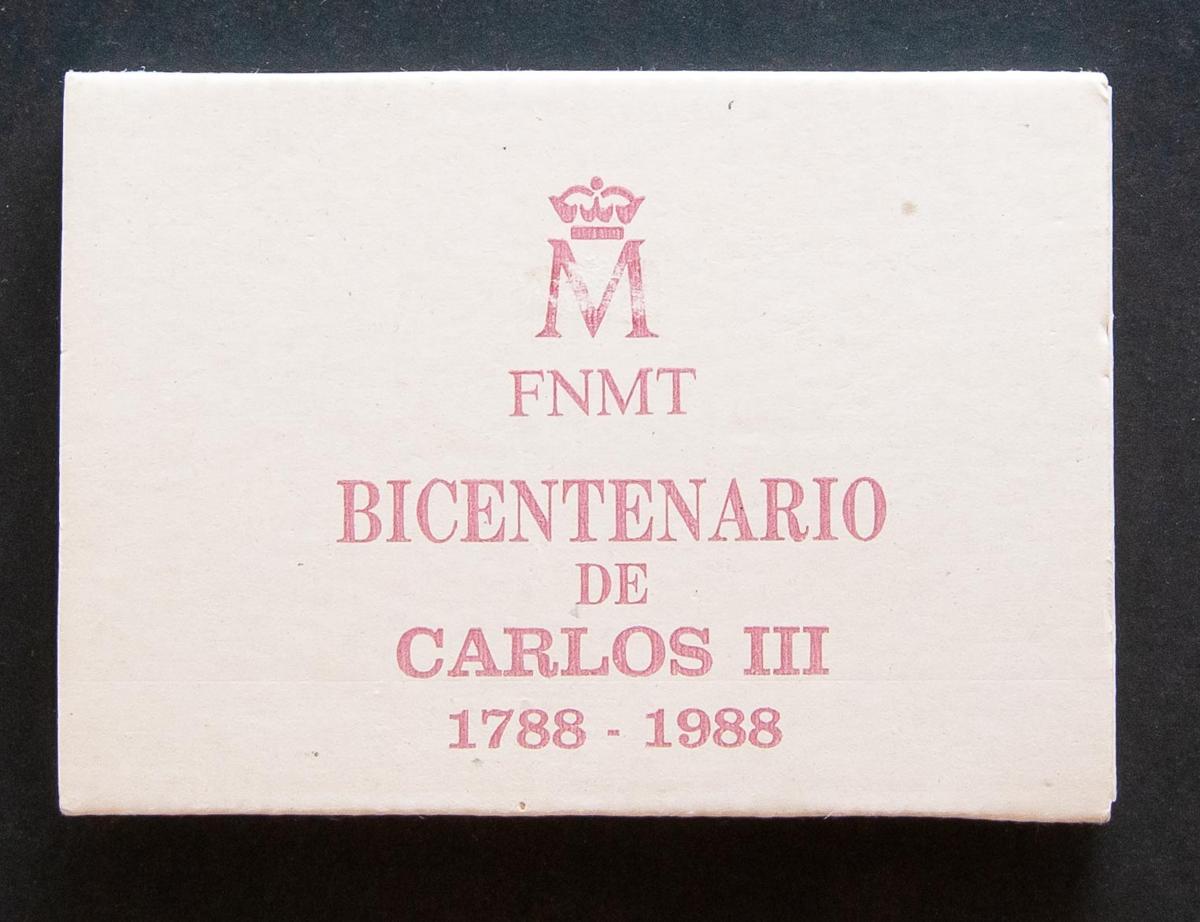 M
FNMT
BICENTENARIO
DE
CARLOS III
1788 - 1988